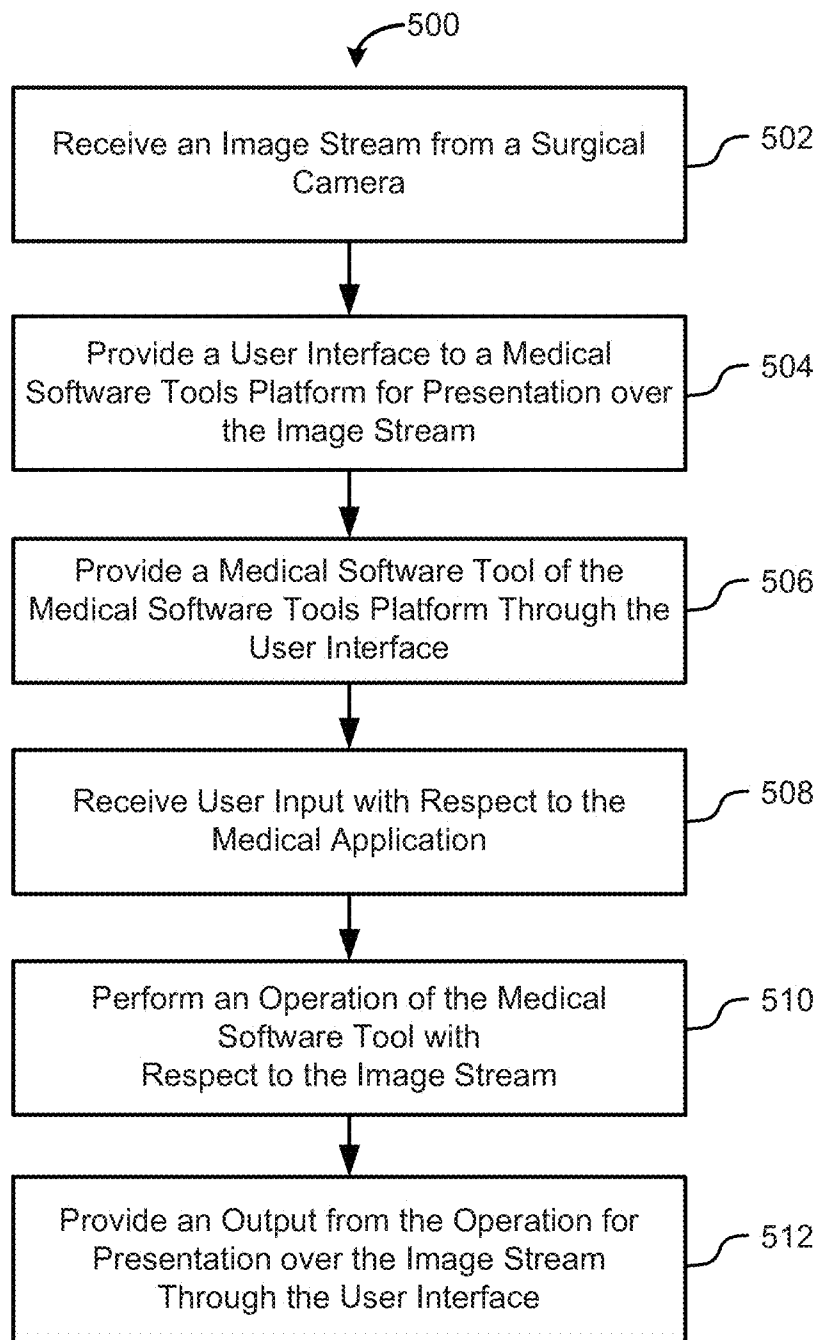 500
Receive an Image Stream from a Surgical
Camera
502
Provide a User Interface to a Medical
Software Tools Platform for Presentation over
the Image Stream
504
Provide a Medical Software Tool of the
Medical Software Tools Platform Through the
User Interface
506
Receive User Input with Respect to the
Medical Application
508
Perform an Operation of the Medical
Software Tool with
Respect to the Image Stream
510
Provide an Output from the Operation for
Presentation over the Image Stream
Through the User Interface
512